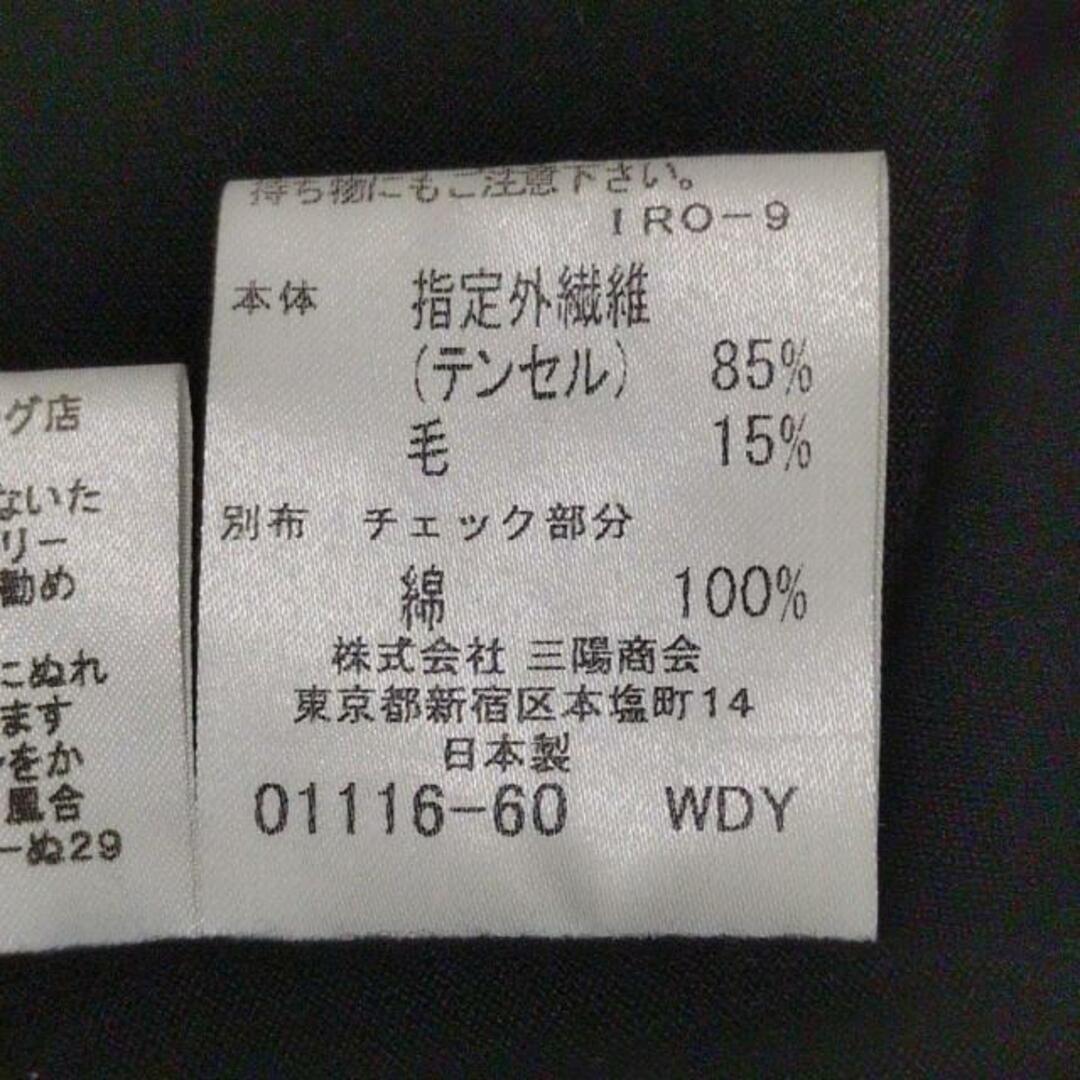 持ち物にもご注意下さい。
IRO-9
本体 指定外繊維
(テンセル) 85%
毛 15%
別布 チェック部分
綿 100%
株式会社 三陽商会
東京都新宿区本塩町14
日本製
01116-60 WDY
グ店
ないた
リー
勧め
こぬれ
ます
をか
風合
ーぬ29